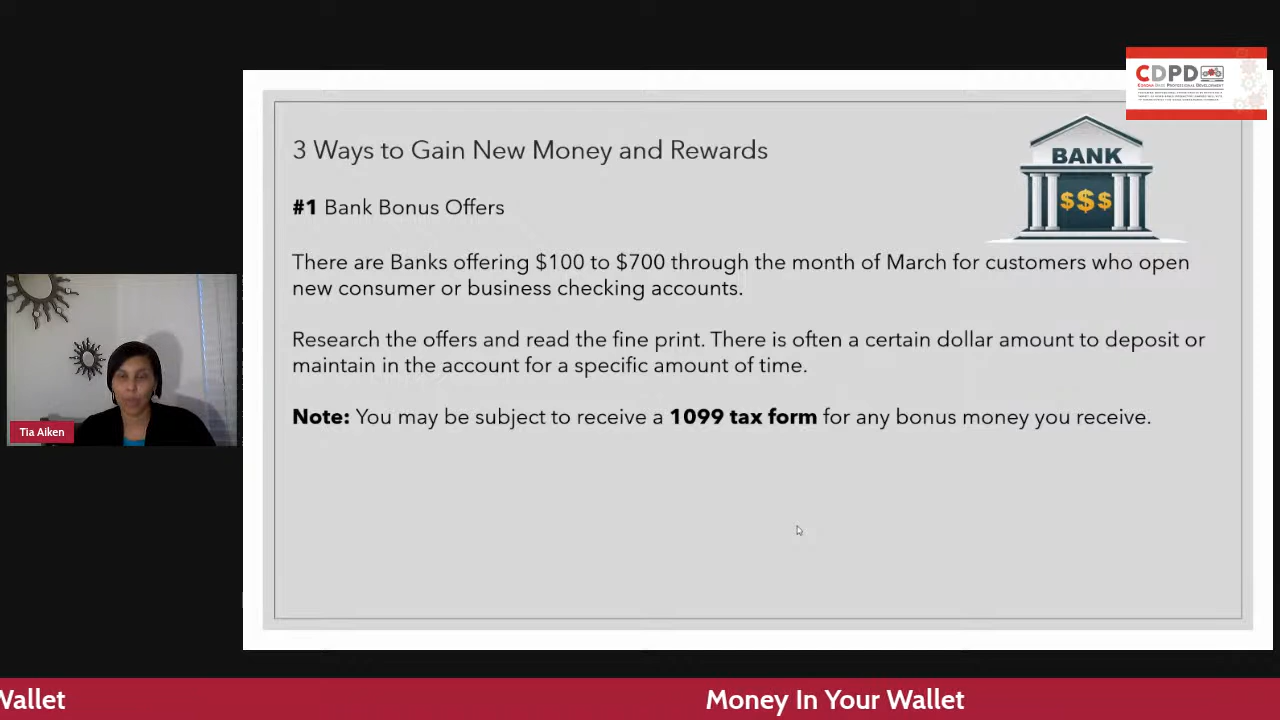 CDPD
3 Ways to Gain New Money and Rewards
BANK
$$$
#1 Bank Bonus Offers
There are Banks offering $100 to $700 through the month of March for customers who open
new consumer or business checking accounts.
Research the offers and read the fine print. There is often a certain dollar amount to deposit or
maintain in the account for a specific amount of time.
Note: You may be subject to receive a 1099 tax form for any bonus money you receive.
Tia Aiken
Wallet
Money In Your Wallet